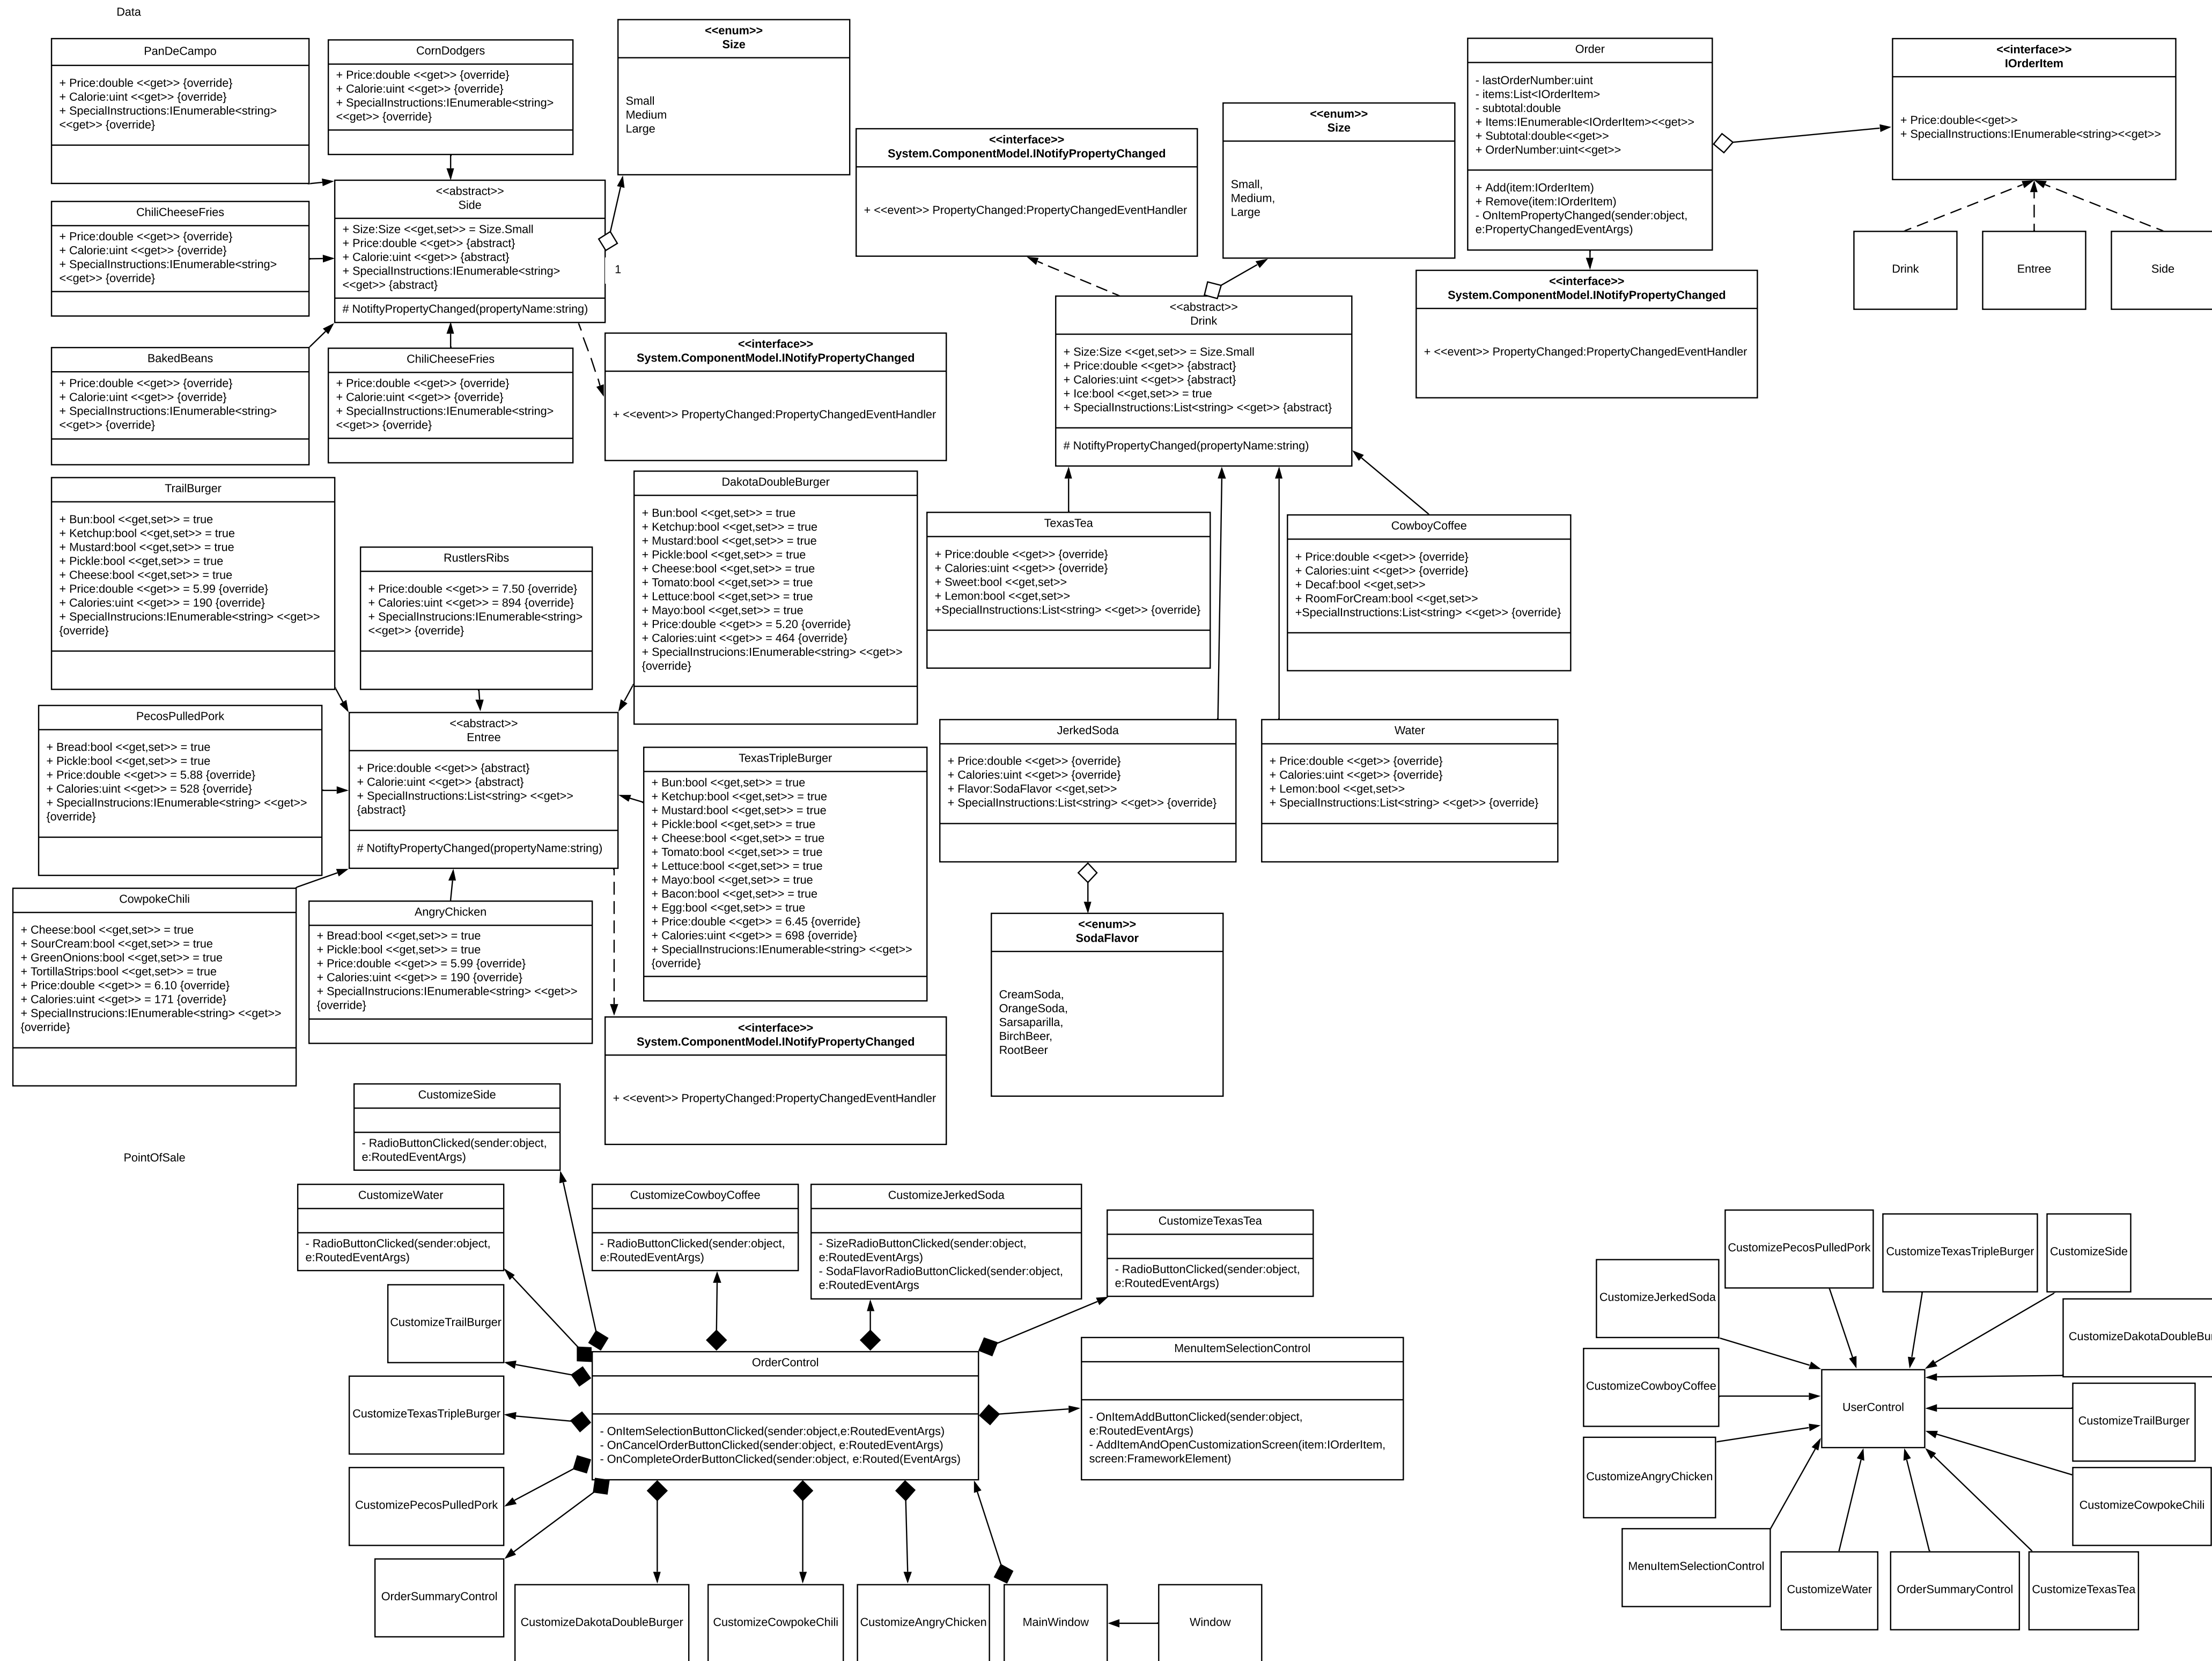 Data
PanDeCampo
+ Price:double <<get>> {override}
+ Calorie:uint <<get>> {override}
+ SpecialInstructions:IEnumerable<string>
<<get>> {override}
CornDodgers
+ Price:double <<get>> {override}
+ Calorie:uint <<get>> {override}
+ SpecialInstructions:IEnumerable<string>
<<get>> {override}
<<enum>>
Size
Small
Medium
Large
ChiliCheeseFries
+ Price:double <<get>> {override}
+ Calorie:uint <<get>> {override}
+ SpecialInstructions:IEnumerable<string>
<<get>> {override}
<<abstract>>
Side
+ Size:Size <<get,set>> = Size.Small
+ Price:double <<get>> {abstract}
+ Calorie:uint <<get>> {abstract}
+ SpecialInstructions:IEnumerable<string>
<<get>> {abstract}
# NotiftyPropertyChanged(propertyName:string)
1
BakedBeans
+ Price:double <<get>> {override}
+ Calorie:uint <<get>> {override}
+ SpecialInstructions:IEnumerable<string>
<<get>> {override}
ChiliCheeseFries
+ Price:double <<get>> {override}
+ Calorie:uint <<get>> {override}
+ SpecialInstructions:IEnumerable<string>
<<get>> {override}
<<interface>>
System.ComponentModel.INotifyPropertyChanged
+ <<event>> PropertyChanged:PropertyChangedEventHandler
<<interface>>
System.ComponentModel.INotifyPropertyChanged
+ <<event>> PropertyChanged:PropertyChangedEventHandler
<<enum>>
Size
Small,
Medium,
Large
<<abstract>>
Drink
+ Size:Size <<get,set>> = Size.Small
+ Price:double <<get>> {abstract}
+ Calories:uint <<get>> {abstract}
+ Ice:bool <<get,set>> = true
+ SpecialInstructions:List<string> <<get>> {abstract}
# NotiftyPropertyChanged(propertyName:string)
Order
- lastOrderNumber:uint
- items:List<IOrderItem>
- subtotal:double
+ Items:IEnumerable<IOrderItem><<get>>
+ Subtotal:double<<get>>
+ OrderNumber:uint<<get>>
+ Add(item:IOrderItem)
+ Remove(item:IOrderItem)
- OnItemPropertyChanged(sender:object,
e:PropertyChangedEventArgs)
<<interface>>
System.ComponentModel.INotifyPropertyChanged
+ <<event>> PropertyChanged:PropertyChangedEventHandler
<<interface>>
IOrderItem
+ Price:double<<get>>
+ SpecialInstructions:IEnumerable<string><<get>>
Drink
Entree
Side
TrailBurger
+ Bun:bool <<get,set>> = true
+ Ketchup:bool <<get,set>> = true
+ Mustard:bool <<get,set>> = true
+ Pickle:bool <<get,set>> = true
+ Cheese:bool <<get,set>> = true
+ Price:double <<get>> = 5.99 {override}
+ Calories:uint <<get>> = 190 {override}
+ SpecialInstrucions:IEnumerable<string> <<get>>
{override}
RustlersRibs
+ Price:double <<get>> = 7.50 {override}
+ Calories:uint <<get>> = 894 {override}
+ SpecialInstrucions:IEnumerable<string>
<<get>> {override}
DakotaDoubleBurger
+ Bun:bool <<get,set>> = true
+ Ketchup:bool <<get,set>> = true
+ Mustard:bool <<get,set>> = true
+ Pickle:bool <<get,set>> = true
+ Cheese:bool <<get,set>> = true
+ Tomato:bool <<get,set>> = true
+ Lettuce:bool <<get,set>> = true
+ Mayo:bool <<get,set>> = true
+ Price:double <<get>> = 5.20 {override}
+ Calories:uint <<get>> = 464 {override}
+ SpecialInstrucions:IEnumerable<string> <<get>>
{override}
TexasTea
+ Price:double <<get>> {override}
+ Calories:uint <<get>> {override}
+ Sweet:bool <<get,set>>
+ Lemon:bool <<get,set>>
+SpecialInstructions:List<string> <<get>> {override}
CowboyCoffee
+ Price:double <<get>> {override}
+ Calories:uint <<get>> {override}
+ Decaf:bool <<get,set>>
+ RoomForCream:bool <<get,set>>
+SpecialInstructions:List<string> <<get>> {override}
PecosPulledPork
+ Bread:bool <<get,set>> = true
+ Pickle:bool <<get,set>> = true
+ Price:double <<get>> = 5.88 {override}
+ Calories:uint <<get>> = 528 {override}
+ SpecialInstrucions:IEnumerable<string> <<get>>
{override}
<<abstract>>
Entree
+ Price:double <<get>> {abstract}
+ Calorie:uint <<get>> {abstract}
+ SpecialInstructions:List<string> <<get>>
{abstract}
# NotiftyPropertyChanged(propertyName:string)
TexasTripleBurger
+ Bun:bool <<get,set>> = true
+ Ketchup:bool <<get,set>> = true
+ Mustard:bool <<get,set>> = true
+ Pickle:bool <<get,set>> = true
+ Cheese:bool <<get,set>> = true
+ Tomato:bool <<get,set>> = true
+ Lettuce:bool <<get,set>> = true
+ Mayo:bool <<get,set>> = true
+ Bacon:bool <<get,set>> = true
+ Egg:bool <<get,set>> = true
+ Price:double <<get>> = 6.45 {override}
+ Calories:uint <<get>> = 698 {override}
+ SpecialInstrucions:IEnumerable<string> <<get>>
{override}
JerkedSoda
+ Price:double <<get>> {override}
+ Calories:uint <<get>> {override}
+ Flavor:SodaFlavor <<get,set>>
+ SpecialInstructions:List<string> <<get>> {override}
Water
+ Price:double <<get>> {override}
+ Calories:uint <<get>> {override}
+ Lemon:bool <<get,set>>
+ SpecialInstructions:List<string> <<get>> {override}
CowpokeChili
+ Cheese:bool <<get,set>> = true
+ SourCream:bool <<get,set>> = true
+ GreenOnions:bool <<get,set>> = true
+ TortillaStrips:bool <<get,set>> = true
+ Price:double <<get>> = 6.10 {override}
+ Calories:uint <<get>> = 171 {override}
+ SpecialInstrucions:IEnumerable<string> <<get>>
{override}
AngryChicken
+ Bread:bool <<get,set>> = true
+ Pickle:bool <<get,set>> = true
+ Price:double <<get>> = 5.99 {override}
+ Calories:uint <<get>> = 190 {override}
+ SpecialInstrucions:IEnumerable<string> <<get>>
{override}
<<interface>>
System.ComponentModel.INotifyPropertyChanged
+ <<event>> PropertyChanged:PropertyChangedEventHandler
<<enum>>
SodaFlavor
CreamSoda,
OrangeSoda,
Sarsaparilla,
BirchBeer,
RootBeer
PointOfSale
CustomizeSide
- RadioButtonClicked(sender:object,
e:RoutedEventArgs)
CustomizeWater
- RadioButtonClicked(sender:object,
e:RoutedEventArgs)
CustomizeCowboyCoffee
- RadioButtonClicked(sender:object,
e:RoutedEventArgs)
CustomizeJerkedSoda
- SizeRadioButtonClicked(sender:object,
e:RoutedEventArgs)
- SodaFlavorRadioButtonClicked(sender:object,
e:RoutedEventArgs
CustomizeTexasTea
- RadioButtonClicked(sender:object,
e:RoutedEventArgs)
CustomizeTrailBurger
CustomizeTexasTripleBurger
CustomizePecosPulledPork
OrderSummaryControl
OrderControl
- OnItemSelectionButtonClicked(sender:object,e:RoutedEventArgs)
- OnCancelOrderButtonClicked(sender:object, e:RoutedEventArgs)
- OnCompleteOrderButtonClicked(sender:object, e:Routed(EventArgs)
MenuItemSelectionControl
- OnItemAddButtonClicked(sender:object,
e:RoutedEventArgs)
- AddItemAndOpenCustomizationScreen(item:IOrderItem,
screen:FrameworkElement)
CustomizeDakotaDoubleBurger
CustomizeCowpokeChili
CustomizeAngryChicken
MainWindow
Window
CustomizePecosPulledPork
CustomizeTexasTripleBurger
CustomizeSide
CustomizeJerkedSoda
CustomizeDakotaDoubleBu
CustomizeCowboyCoffee
UserControl
CustomizeTrailBurger
CustomizeAngryChicken
CustomizeCowpokeChili
MenuItemSelectionControl
CustomizeWater
OrderSummaryControl
CustomizeTexasTea